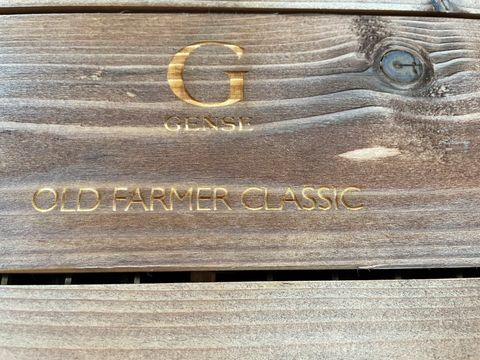 G
GENSE
OLD FARMER CLASSIC